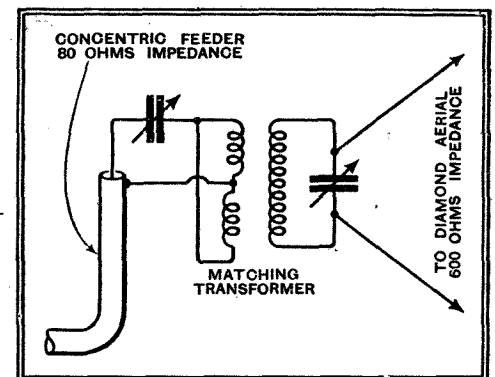 CONCENTRIC FEEDER
80 OHMS IMPEDANCE
MATCHING
TRANSFORMER
TO DIAMOND AERIAL
600 OHMS IMPEDANCE